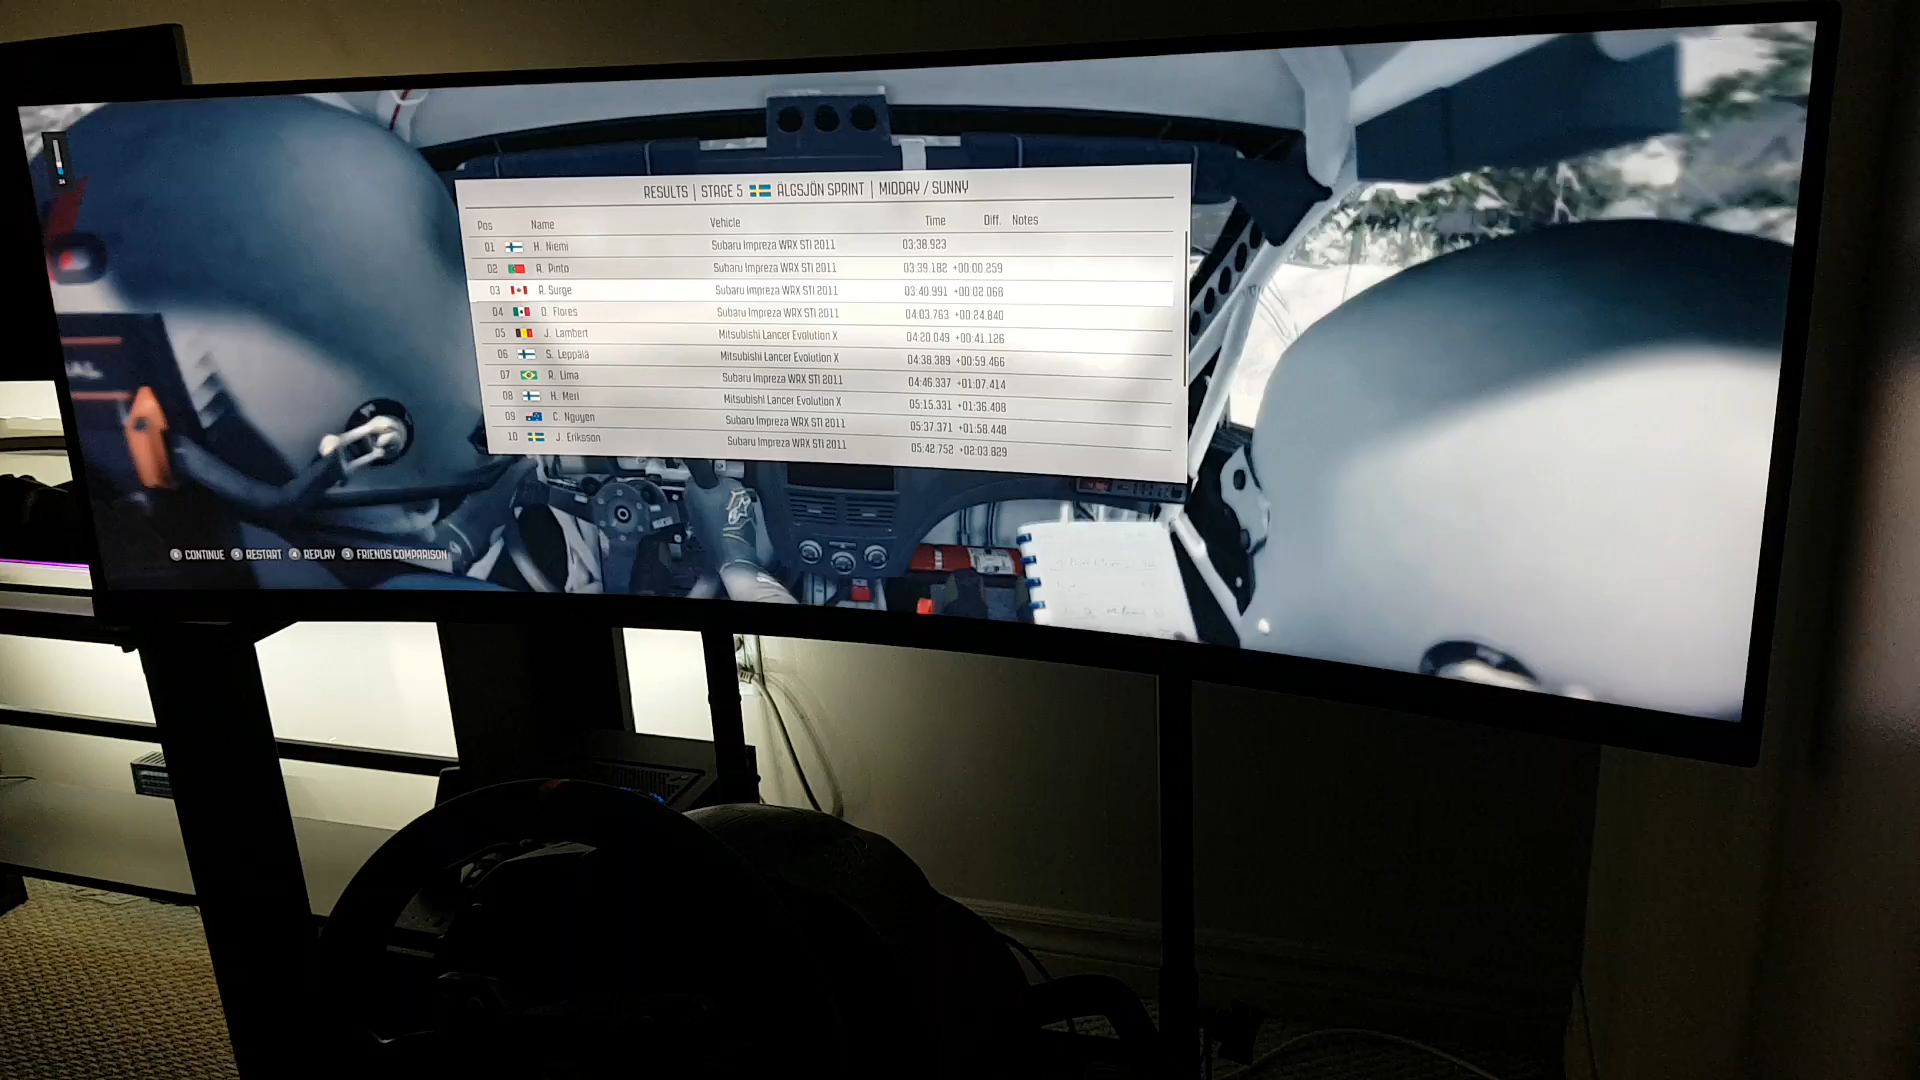 RESULTS | STAGE 5 ÄLGSJÖN SPRINT | MIDDAY / SUNNY
Pos Name Vehicle Time Diff. Notes
01 H. Niemi Subaru Impreza WRX STI 2011 03:38.923
02 A. Pinto Subaru Impreza WRX STI 2011 03:39.182 +00:00.259
03 R. Surge Subaru Impreza WRX STI 2011 03:40.991 +00:02.068
04 D. Flores Subaru Impreza WRX STI 2011 04:03.763 +00:24.840
05 J. Lambert Mitsubishi Lancer Evolution X 04:20.049 +00:41.126
06 S. Leppälä Mitsubishi Lancer Evolution X 04:38.389 +00:59.466
07 R. Lima Subaru Impreza WRX STI 2011 04:46.337 +01:07.414
08 H. Meri Mitsubishi Lancer Evolution X 05:15.331 +01:36.408
09 C. Nguyen Subaru Impreza WRX STI 2011 05:37.371 +01:58.448
10 J. Eriksson Subaru Impreza WRX STI 2011 05:42.752 +02:03.829
CONTINUE RESTART REPLAY FRIENDS COMPARISON